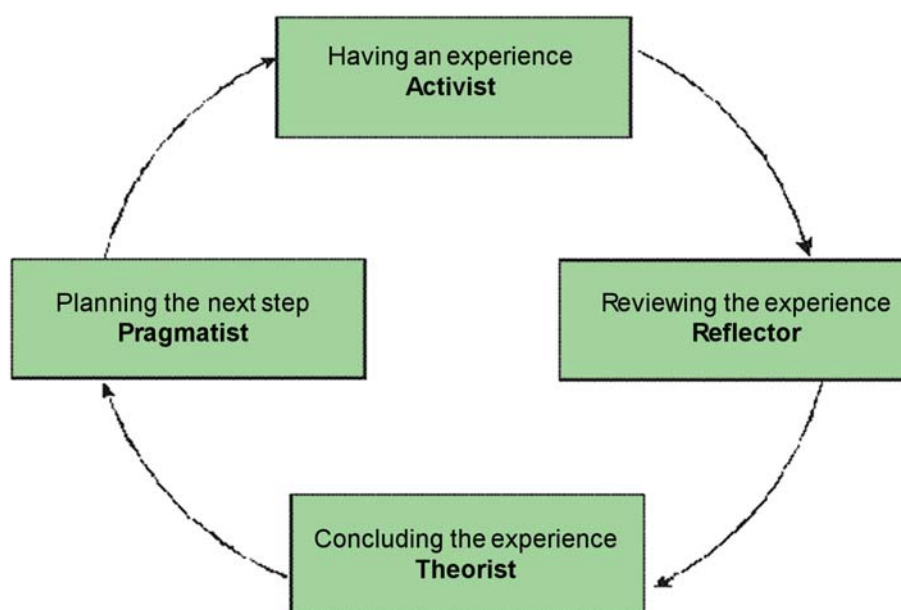 Having an experience
Activist
Reviewing the experience
Reflector
Concluding the experience
Theorist
Planning the next step
Pragmatist